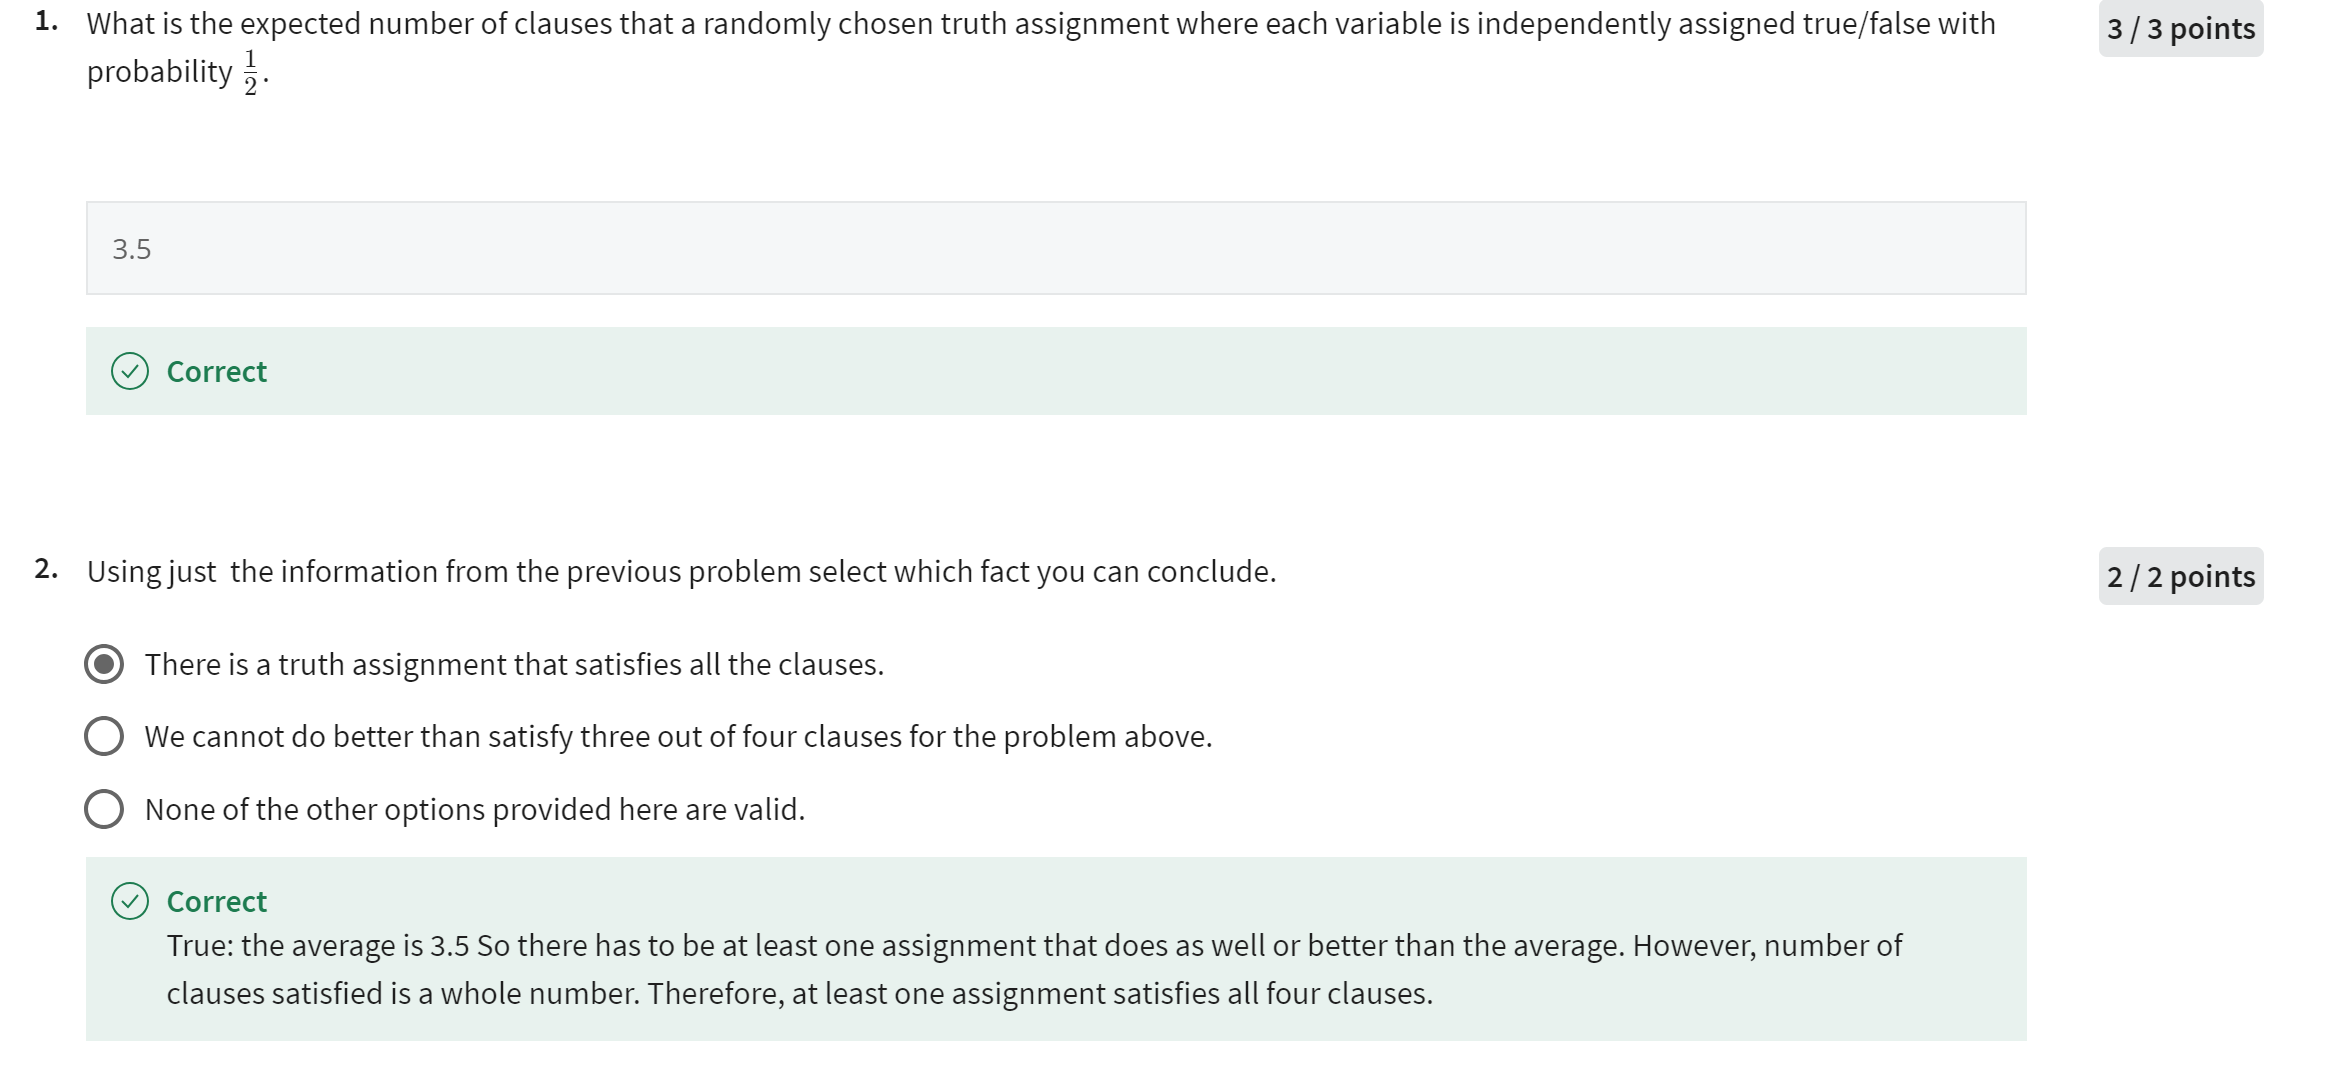 1. What is the expected number of clauses that a randomly chosen truth assignment where each variable is independently assigned true/false with
probability 1/2.
3 / 3 points
3.5
Correct
2. Using just  the information from the previous problem select which fact you can conclude.
2 / 2 points
There is a truth assignment that satisfies all the clauses.
We cannot do better than satisfy three out of four clauses for the problem above.
None of the other options provided here are valid.
Correct
True: the average is 3.5 So there has to be at least one assignment that does as well or better than the average. However, number of
clauses satisfied is a whole number. Therefore, at least one assignment satisfies all four clauses.